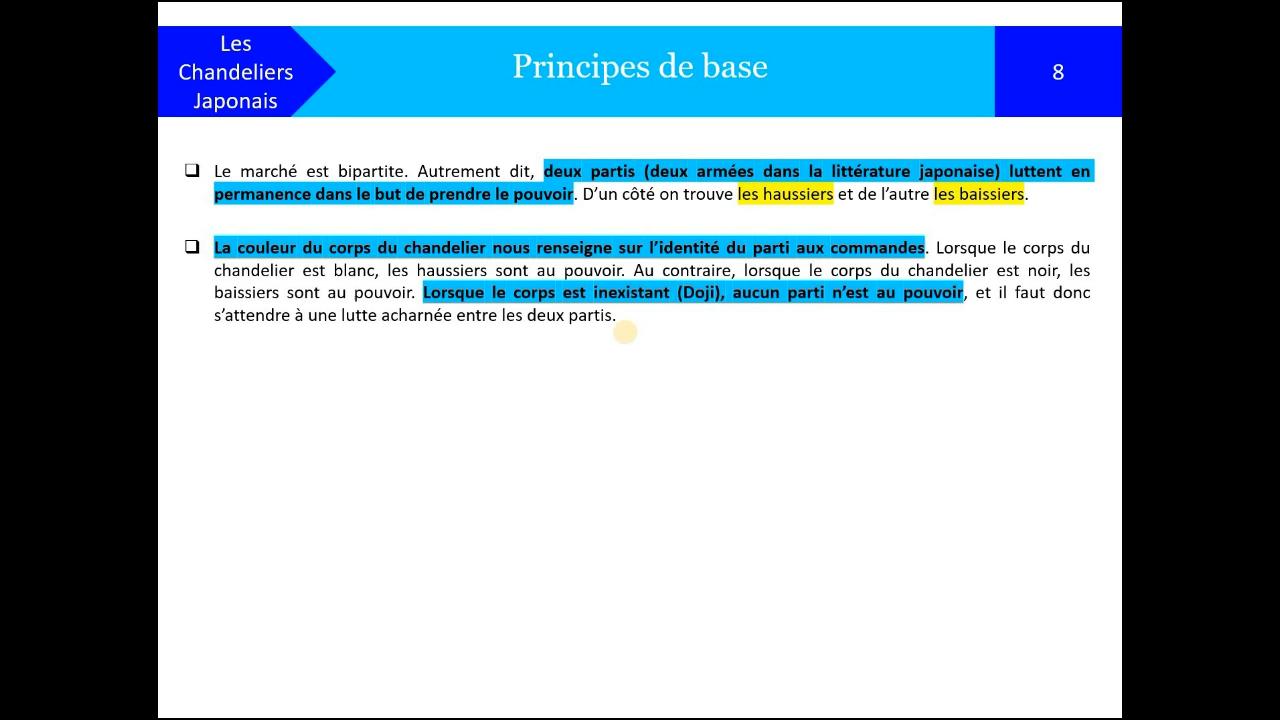 Les
Chandeliers
Japonais
Principes de base
8
❑ Le marché est bipartite. Autrement dit, deux partis (deux armées dans la littérature japonaise) luttent en
permanence dans le but de prendre le pouvoir. D’un côté on trouve les haussiers et de l’autre les baissiers.
❑ La couleur du corps du chandelier nous renseigne sur l’identité du parti aux commandes. Lorsque le corps du
chandelier est blanc, les haussiers sont au pouvoir. Au contraire, lorsque le corps du chandelier est noir, les
baissiers sont au pouvoir. Lorsque le corps est inexistant (Doji), aucun parti n’est au pouvoir, et il faut donc
s’attendre à une lutte acharnée entre les deux partis.